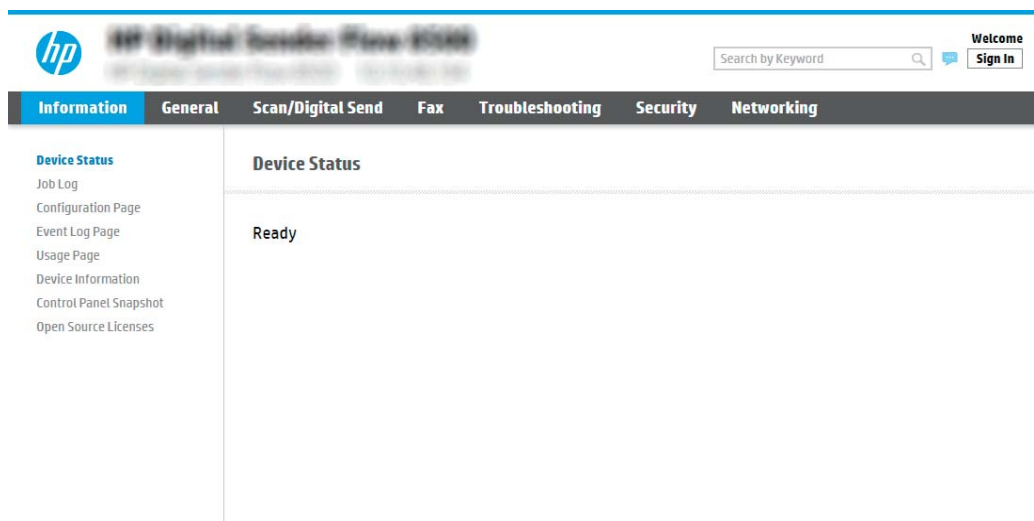 hp
Welcome
Search by Keyword
Sign In
Information General Scan/Digital Send Fax Troubleshooting Security Networking
Device Status
Job Log
Configuration Page
Event Log Page
Usage Page
Device Information
Control Panel Snapshot
Open Source Licenses
Device Status
Ready